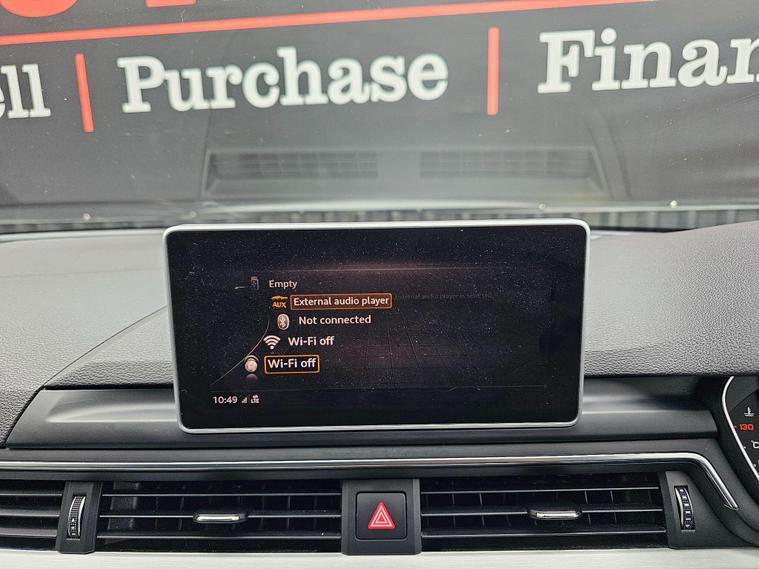 ell | Purchase | Finan
Empty
AUX External audio player
Not connected
Wi-Fi off
Wi-Fi off
10:49 LTE
130
°C